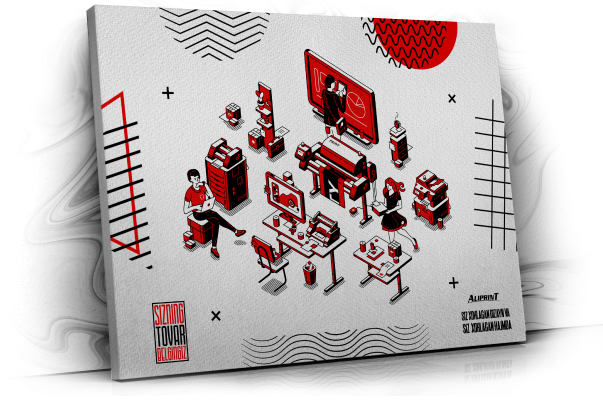 SIZNING
TOVAR
BELGINGIZ
ALIPRINT
SIZ XOHLAGAN DIZAYN VA
SIZ XOHLAGAN HAJMDA